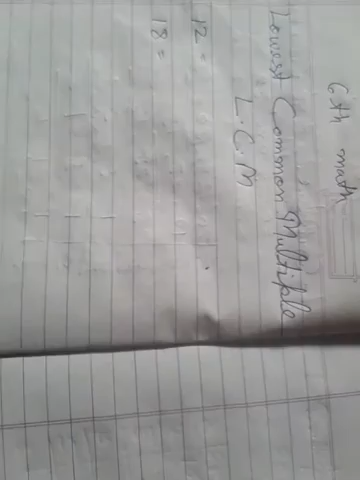 6th math
Lowest Common Multiple
L.C.M
12 =
18 =